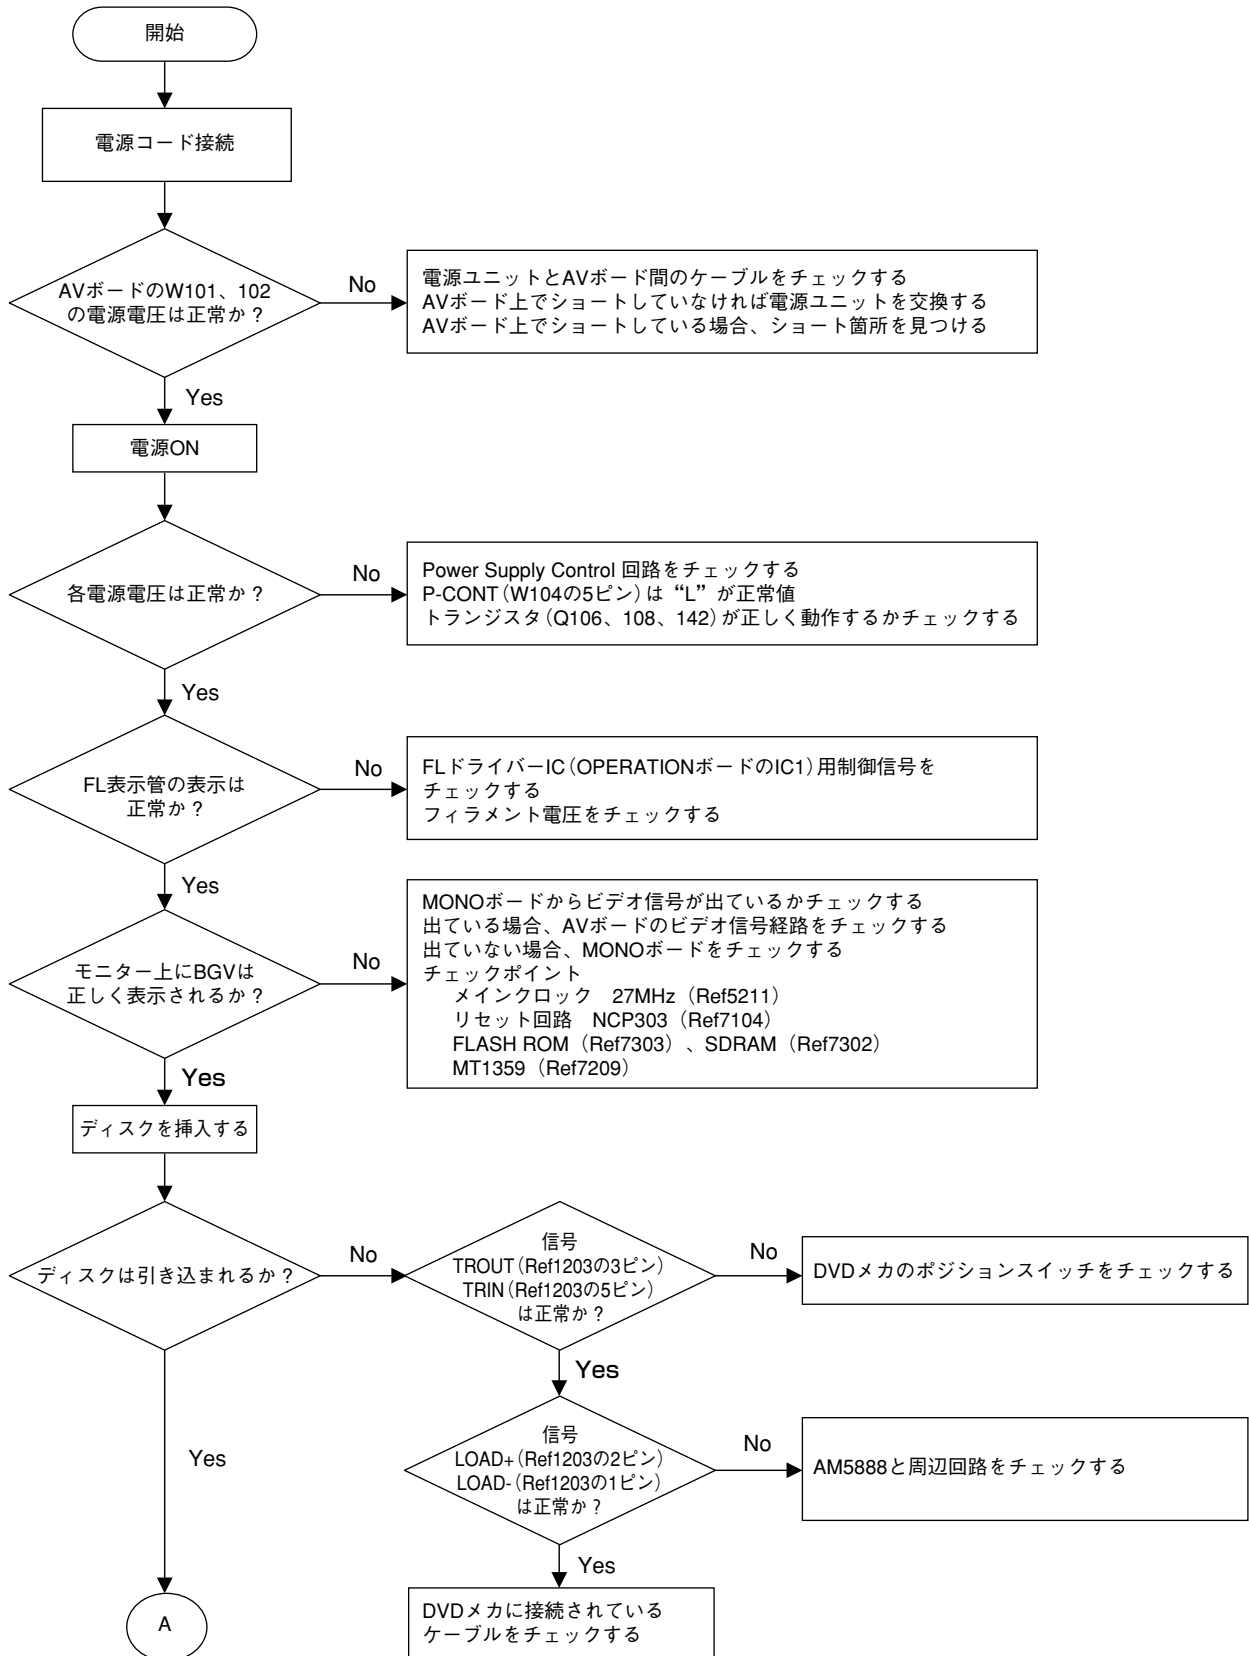 開始
電源コード接続
AVボードのW101、102
の電源電圧は正常か？
No
電源ユニットとAVボード間のケーブルをチェックする
AVボード上でショートしていなければ電源ユニットを交換する
AVボード上でショートしている場合、ショート箇所を見つける
Yes
電源ON
各電源電圧は正常か？
No
Power Supply Control 回路をチェックする
P-CONT（W104の5ピン）は“L”が正常値
トランジスタ（Q106、108、142）が正しく動作するかチェックする
Yes
FL表示管の表示は
正常か？
No
FLドライバーIC（OPERATIONボードのIC1）用制御信号を
チェックする
フィラメント電圧をチェックする
Yes
モニター上にBGVは
正しく表示されるか？
No
MONOボードからビデオ信号が出ているかチェックする
出ている場合、AVボードのビデオ信号経路をチェックする
出ていない場合、MONOボードをチェックする
チェックポイント
メインクロック　27MHz（Ref5211）
リセット回路　NCP303（Ref7104）
FLASH ROM（Ref7303）、SDRAM（Ref7302）
MT1359（Ref7209）
Yes
ディスクを挿入する
ディスクは引き込まれるか？
No
信号
TROUT（Ref1203の3ピン）
TRIN（Ref1203の5ピン）
は正常か？
No
DVDメカのポジションスイッチをチェックする
Yes
信号
LOAD+（Ref1203の2ピン）
LOAD-（Ref1203の1ピン）
は正常か？
No
AM5888と周辺回路をチェックする
Yes
Yes
DVDメカに接続されている
ケーブルをチェックする
A